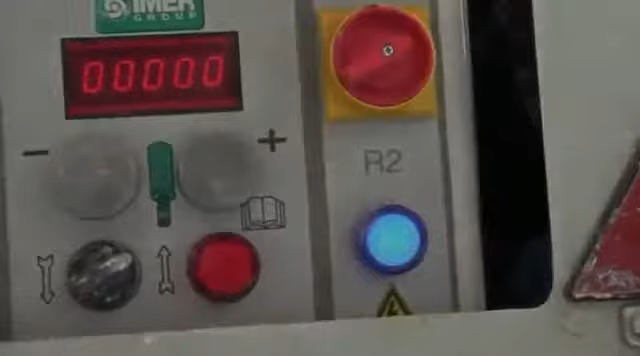 IMER
GROUP
00000
- +
R2